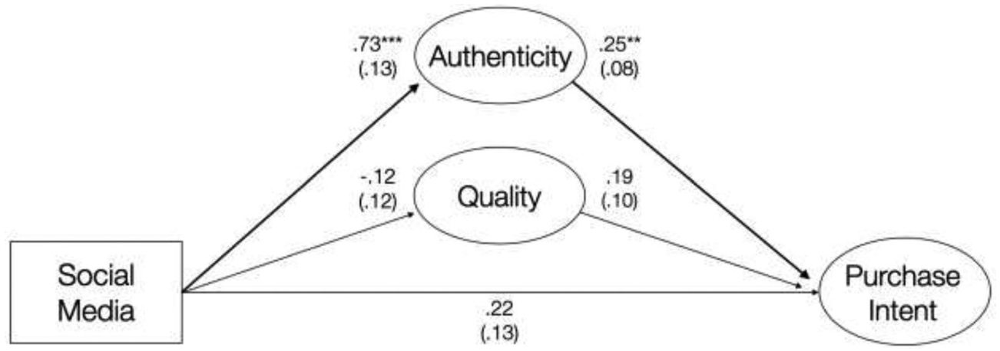 .73***
(.13)
Authenticity
.25**
(.08)
-.12
(.12)
Quality
.19
(.10)
Social
Media
.22
(.13)
Purchase
Intent